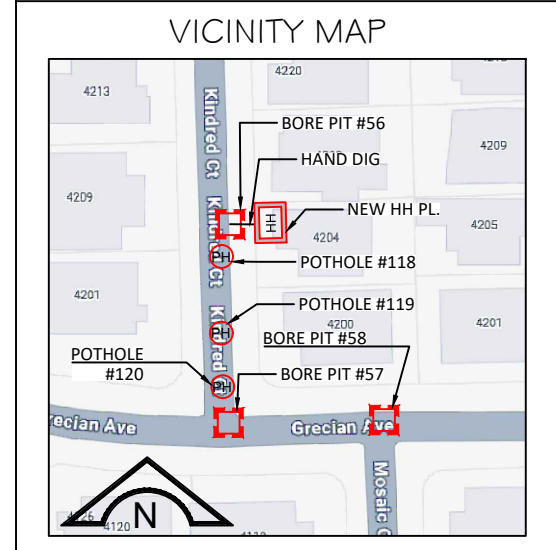 VICINITY MAP
4220
4213
Kindred Ct
BORE PIT #56
4209
HAND DIG
4209
NEW HH PL.
HH
Kindred Ct
4204
4205
PH
POTHOLE #118
4201
POTHOLE #119
4200
4201
PH
Kindred
BORE PIT #58
POTHOLE
#120
BORE PIT #57
PH
Grecian Ave
Grecian Ave
Mosaic
N
4120